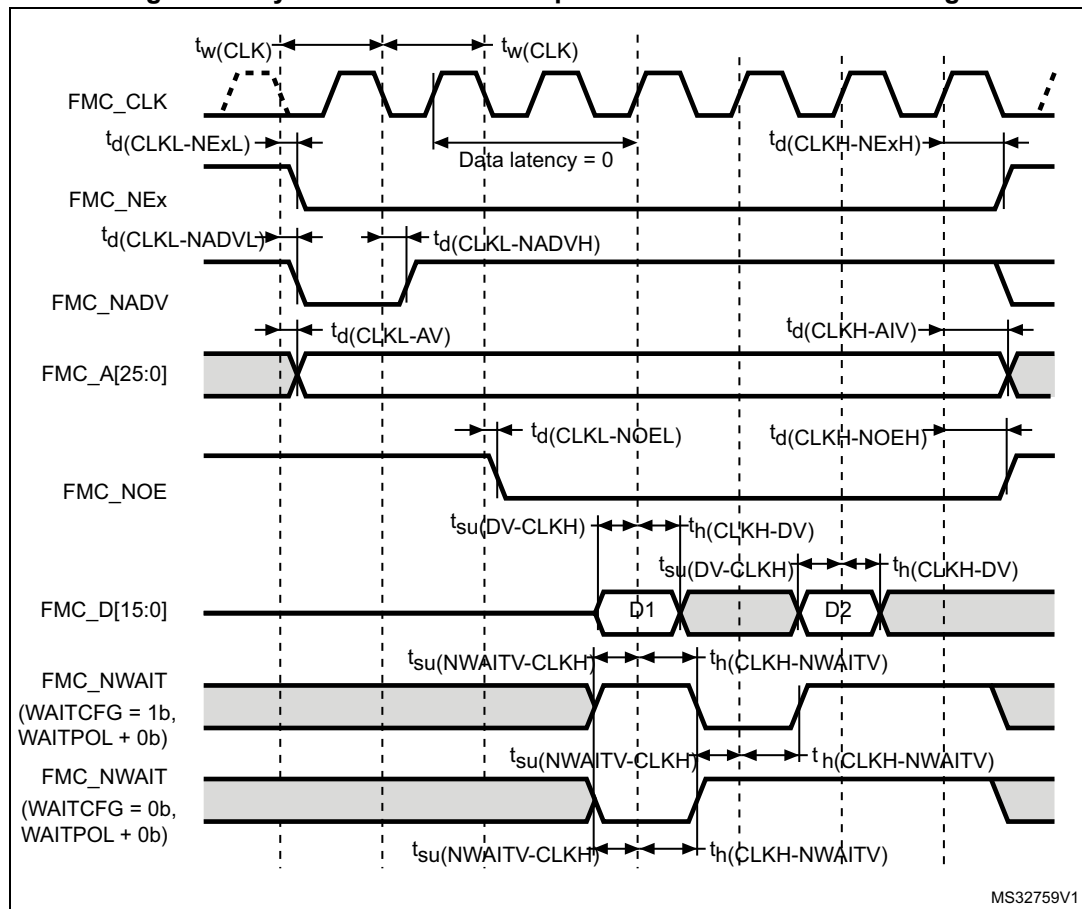 tw(CLK) tw(CLK)
FMC_CLK
td(CLKL-NExL) Data latency = 0 td(CLKH-NExH)
FMC_NEx
td(CLKL-NADVL) td(CLKL-NADVH)
FMC_NADV
td(CLKL-AV) td(CLKH-AIV)
FMC_A[25:0]
td(CLKL-NOEL) td(CLKH-NOEH)
FMC_NOE
tsu(DV-CLKH) th(CLKH-DV)
tsu(DV-CLKH) th(CLKH-DV)
FMC_D[15:0] D1 D2
tsu(NWAITV-CLKH) th(CLKH-NWAITV)
FMC_NWAIT
(WAITCFG = 1b,
WAITPOL + 0b)
tsu(NWAITV-CLKH) th(CLKH-NWAITV)
FMC_NWAIT
(WAITCFG = 0b,
WAITPOL + 0b)
tsu(NWAITV-CLKH) th(CLKH-NWAITV)
MS32759V1